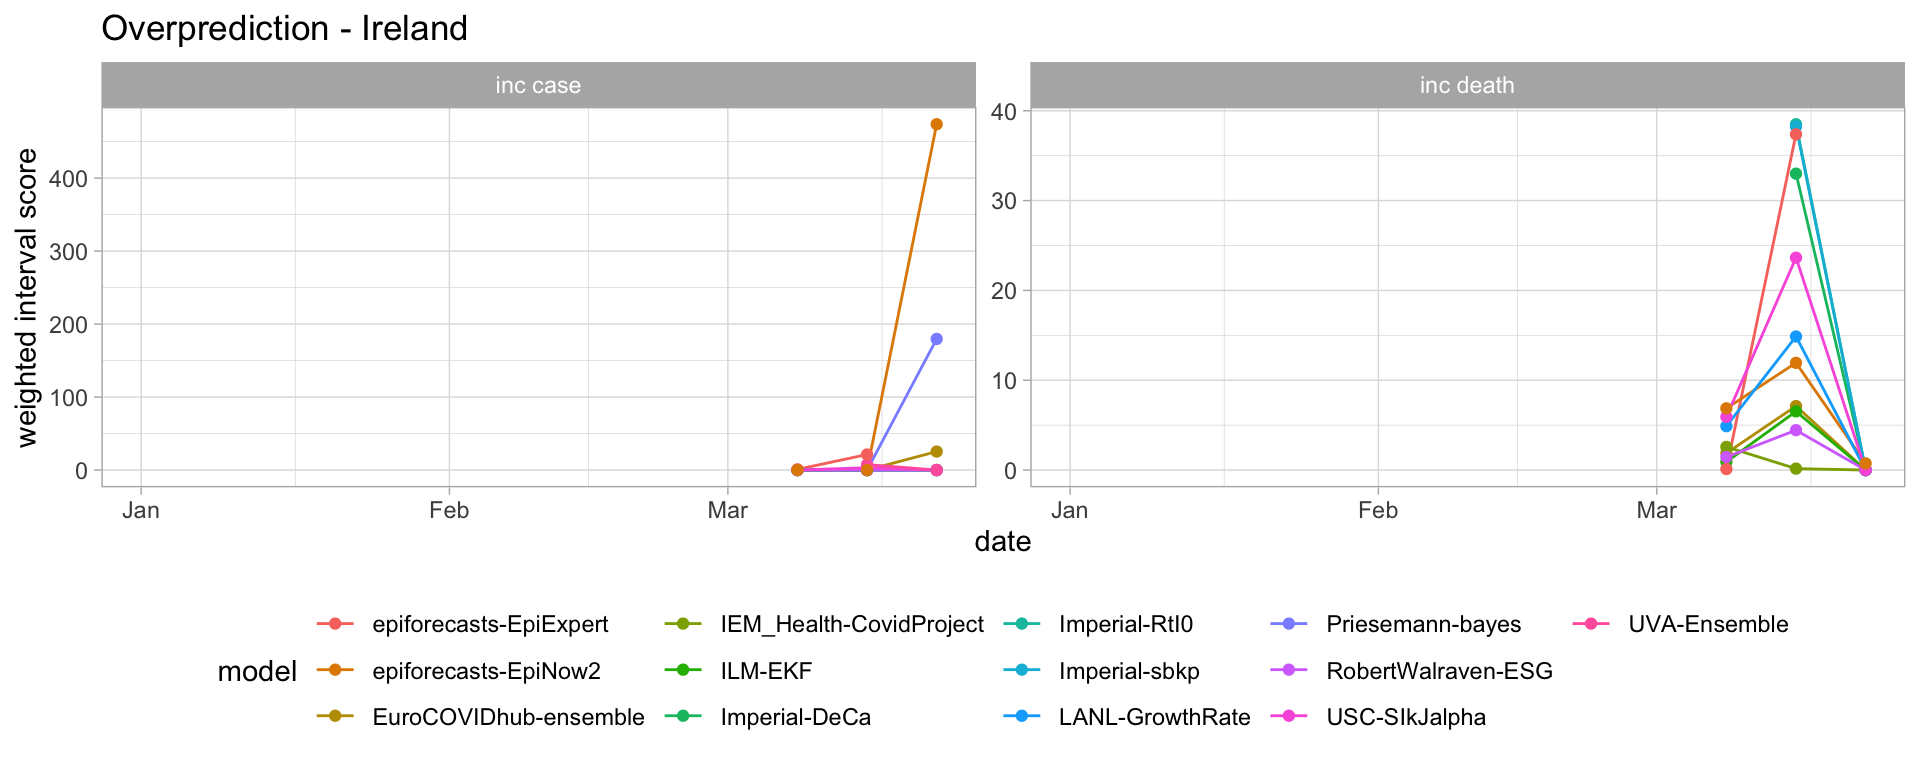 Overprediction - Ireland
inc case
inc death
weighted interval score
400
300
200
100
0
40
30
20
10
0
Jan
Feb
Mar
Jan
Feb
Mar
date
model
epiforecasts-EpiExpert
epiforecasts-EpiNow2
EuroCOVIDhub-ensemble
IEM_Health-CovidProject
ILM-EKF
Imperial-DeCa
Imperial-RtI0
Imperial-sbkp
LANL-GrowthRate
Priesemann-bayes
RobertWalraven-ESG
USC-SIkJalpha
UVA-Ensemble